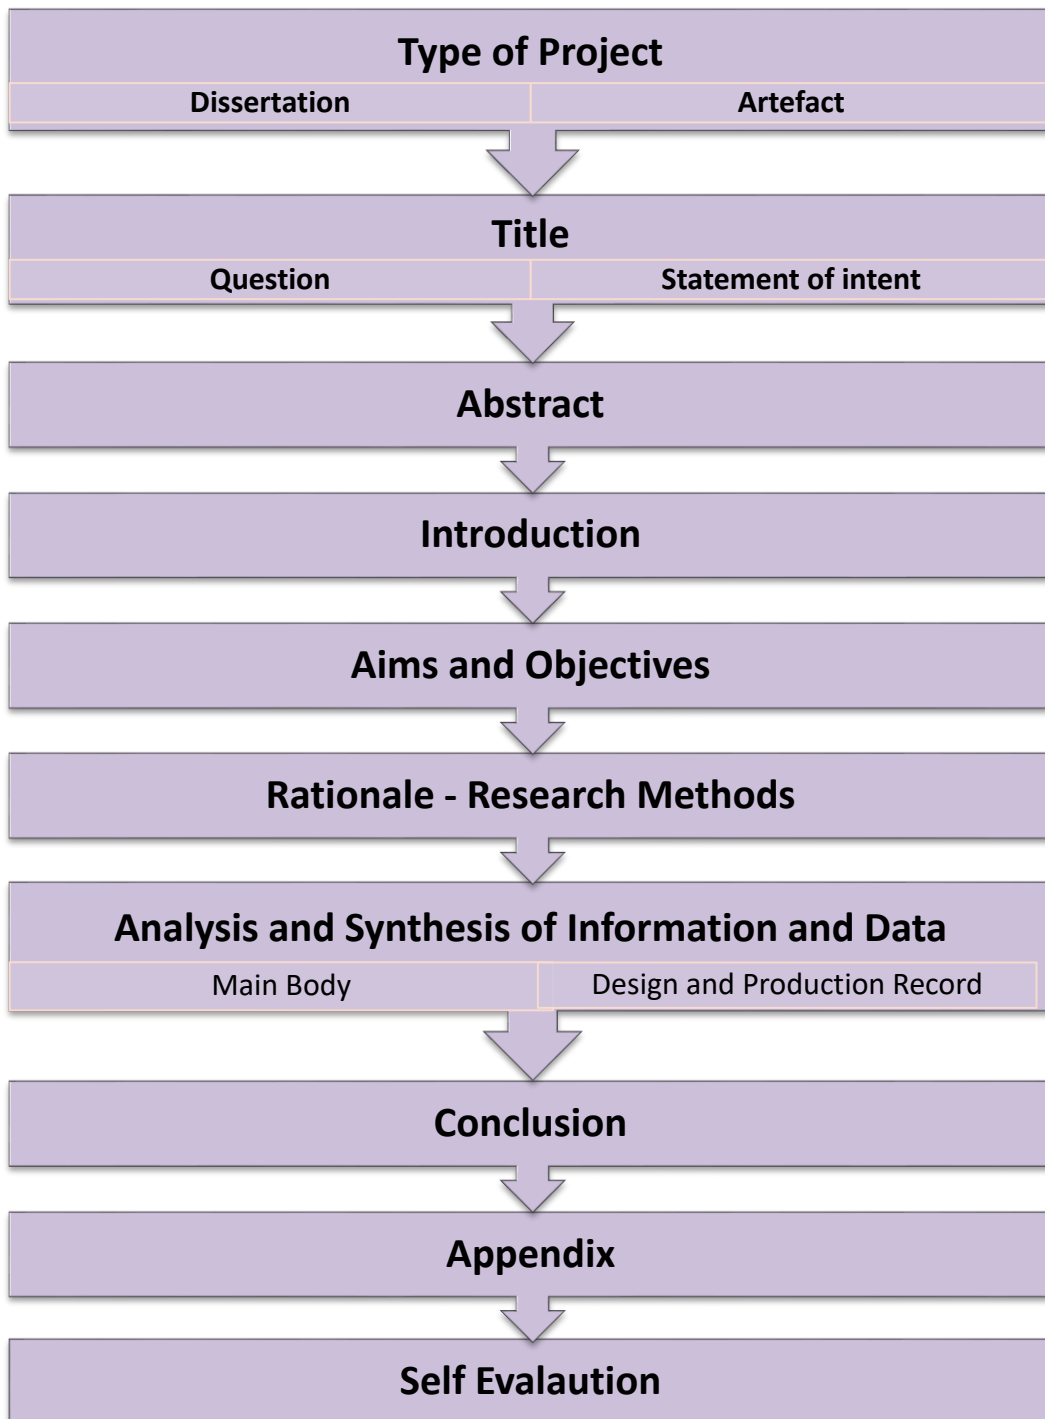 Type of Project
Dissertation Artefact
Title
Question Statement of intent
Abstract
Introduction
Aims and Objectives
Rationale - Research Methods
Analysis and Synthesis of Information and Data
Main Body Design and Production Record
Conclusion
Appendix
Self Evalaution